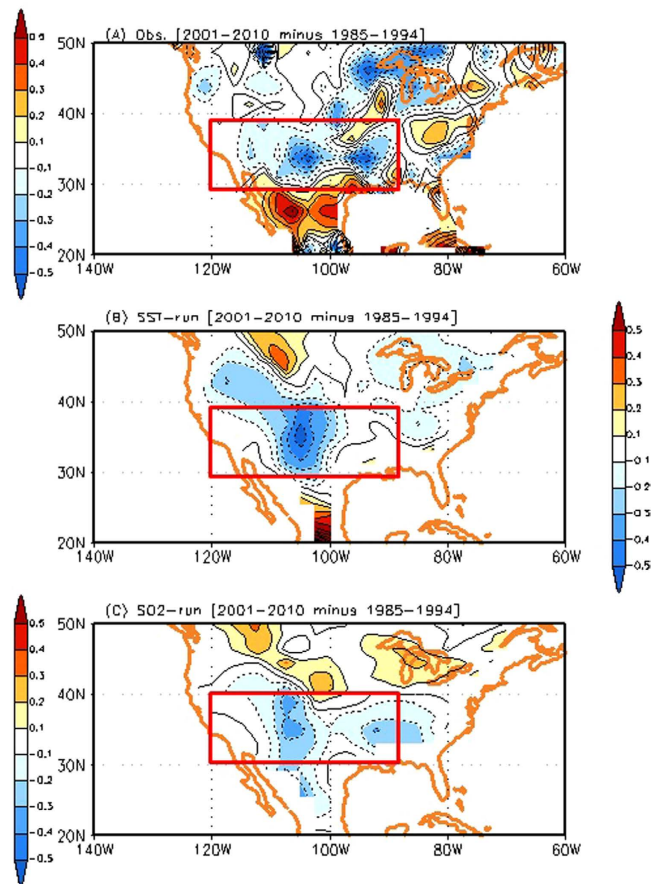 (A) Obs. [2001-2010 minus 1985-1994]
50N
40N
30N
20N
140W 120W 100W 80W 60W
0.5
0.4
0.3
0.2
0.1
-0.1
-0.2
-0.3
-0.4
-0.5
(B) SST-run [2001-2010 minus 1985-1994]
50N
40N
30N
20N
140W 120W 100W 80W 60W
0.5
0.4
0.3
0.2
0.1
-0.1
-0.2
-0.3
-0.4
-0.5
(C) SO2-run [2001-2010 minus 1985-1994]
50N
40N
30N
20N
140W 120W 100W 80W 60W
0.5
0.4
0.3
0.2
0.1
-0.1
-0.2
-0.3
-0.4
-0.5